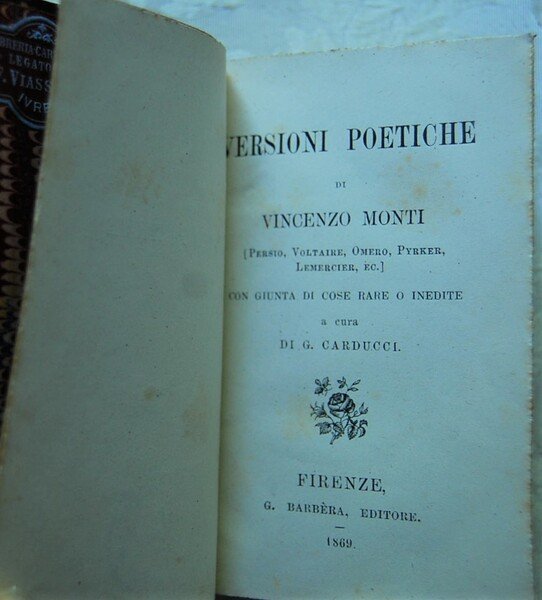 LEGATO
F. VIASS
VERSIONI POETICHE
DI
VINCENZO MONTI
[PERSIO, VOLTAIRE, OMERO, PYRKER,
LEMERCIER, EC.]
CON GIUNTA DI COSE RARE O INEDITE
a cura
DI G. CARDUCCI.
FIRENZE,
G. BARBÈRA, EDITORE.
1869.